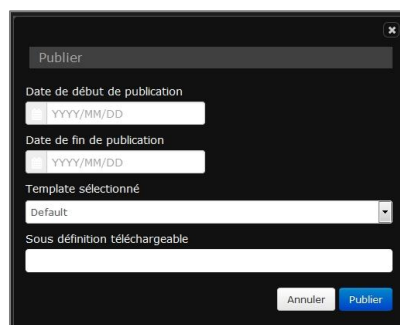 Publier
Date de début de publication
YYYY/MM/DD
Date de fin de publication
YYYY/MM/DD
Template sélectionné
Default
Sous définition téléchargeable
Annuler Publier